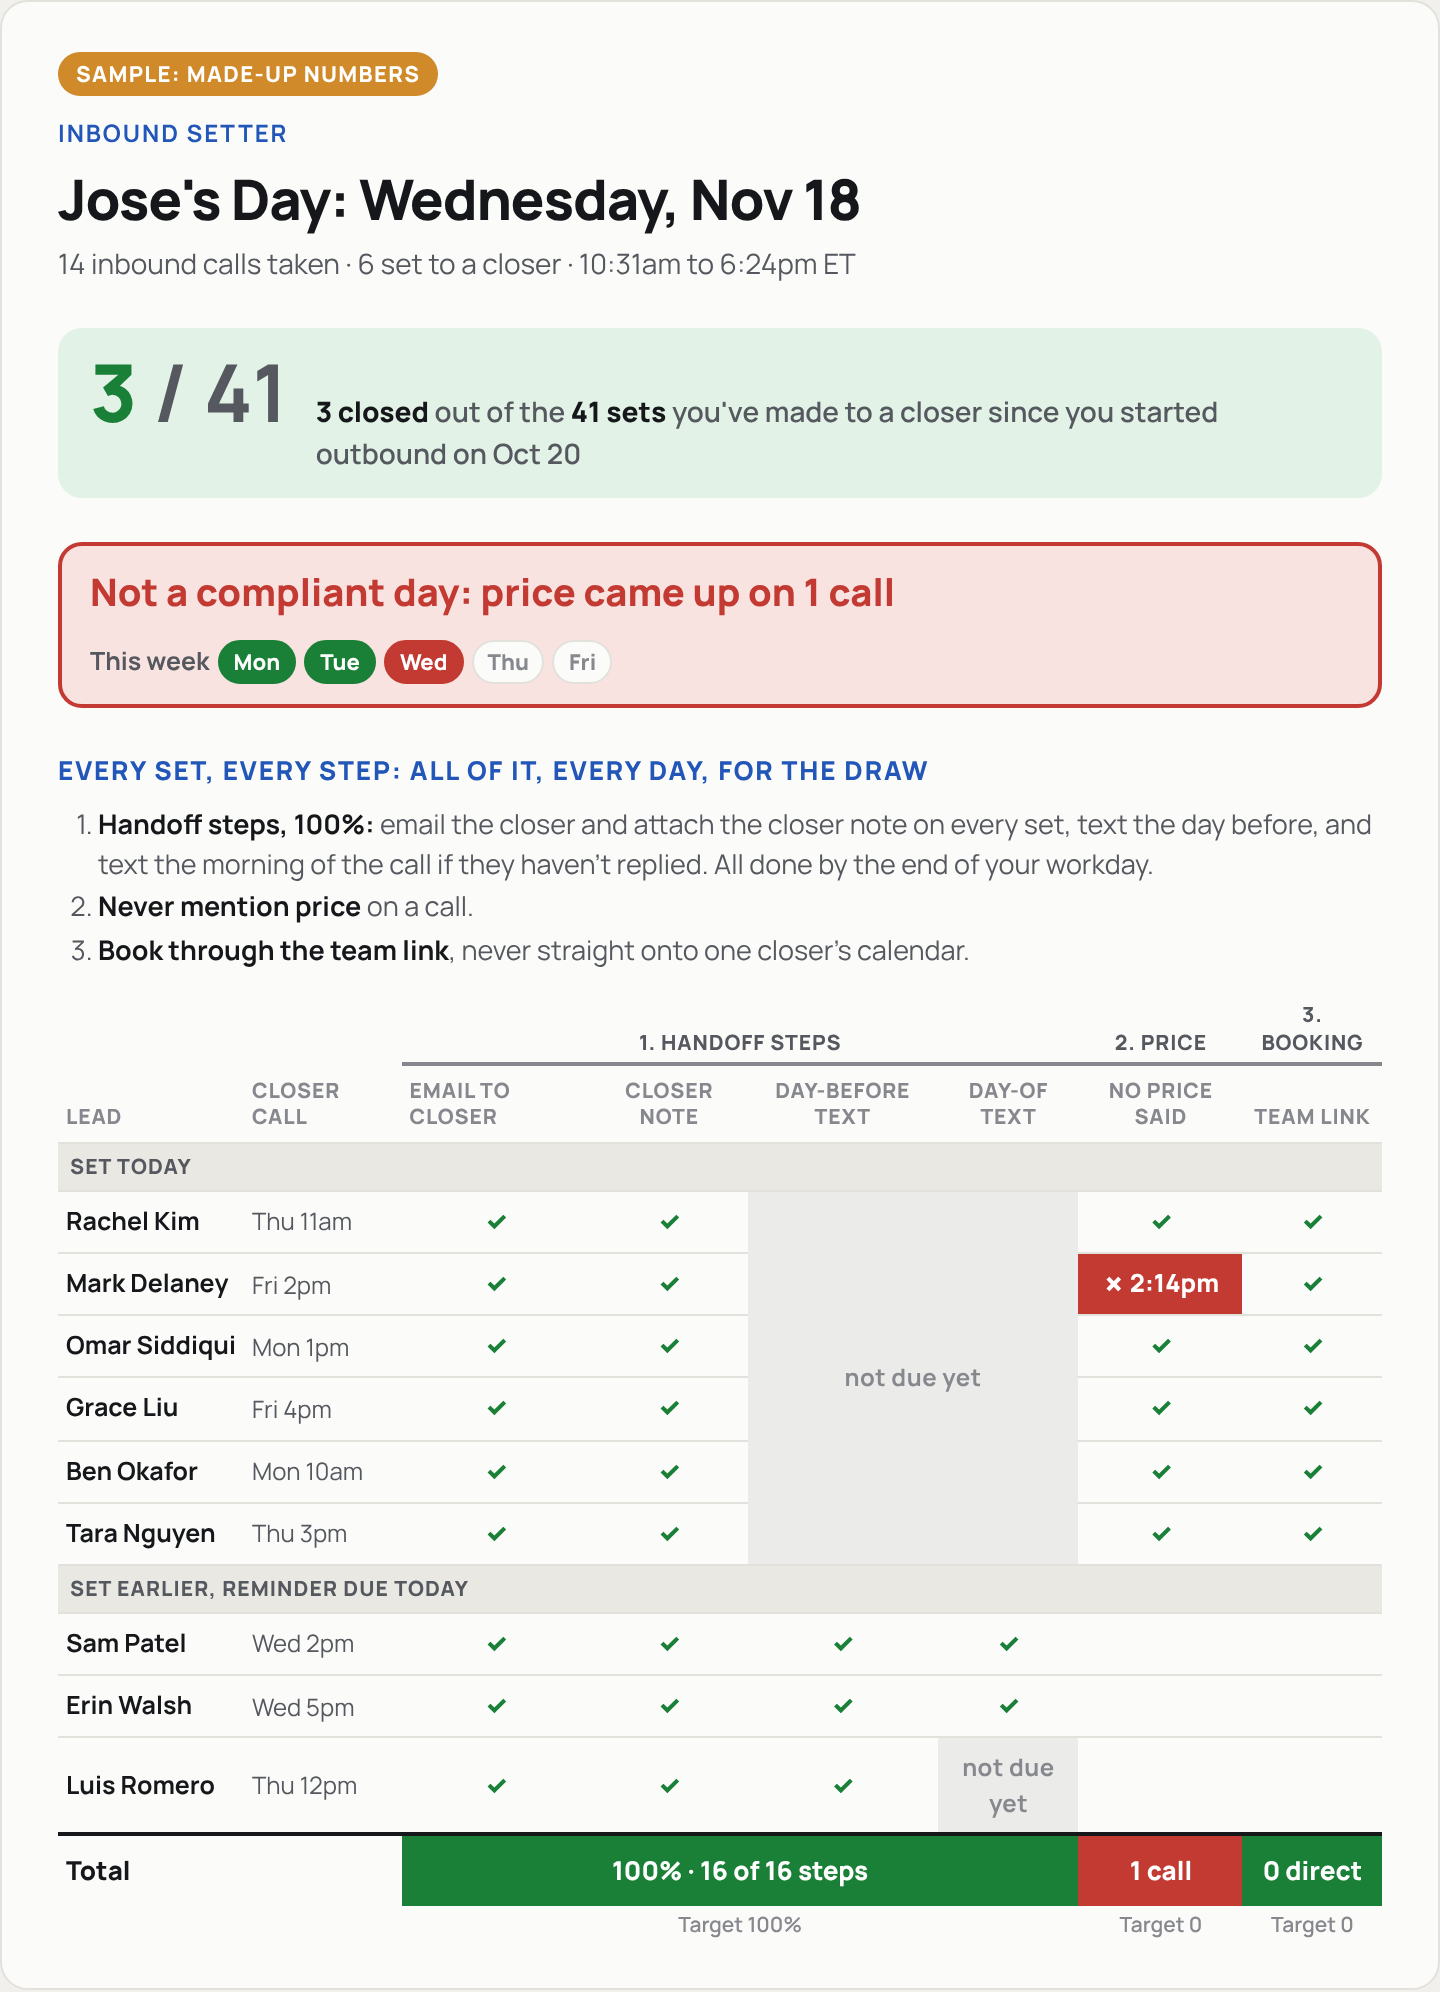 SAMPLE: MADE-UP NUMBERS
INBOUND SETTER
Jose's Day: Wednesday, Nov 18
14 inbound calls taken · 6 set to a closer · 10:31am to 6:24pm ET
3 / 41
3 closed out of the 41 sets you've made to a closer since you started
outbound on Oct 20
Not a compliant day: price came up on 1 call
This week Mon Tue Wed Thu Fri
EVERY SET, EVERY STEP: ALL OF IT, EVERY DAY, FOR THE DRAW
1. Handoff steps, 100%: email the closer and attach the closer note on every set, text the day before, and
text the morning of the call if they haven’t replied. All done by the end of your workday.
2. Never mention price on a call.
3. Book through the team link, never straight onto one closer’s calendar.
1. HANDOFF STEPS 2. PRICE 3. BOOKING
LEAD CLOSER CALL EMAIL TO CLOSER CLOSER NOTE DAY-BEFORE TEXT DAY-OF TEXT NO PRICE SAID TEAM LINK
SET TODAY
Rachel Kim Thu 11am ✓ ✓ ✓ ✓
Mark Delaney Fri 2pm ✓ ✓ × 2:14pm ✓
Omar Siddiqui Mon 1pm ✓ ✓ ✓ ✓
not due yet
Grace Liu Fri 4pm ✓ ✓ ✓ ✓
Ben Okafor Mon 10am ✓ ✓ ✓ ✓
Tara Nguyen Thu 3pm ✓ ✓ ✓ ✓
SET EARLIER, REMINDER DUE TODAY
Sam Patel Wed 2pm ✓ ✓ ✓ ✓
Erin Walsh Wed 5pm ✓ ✓ ✓ ✓
Luis Romero Thu 12pm ✓ ✓ ✓ not due yet
Total 100% · 16 of 16 steps 1 call 0 direct
Target 100% Target 0 Target 0